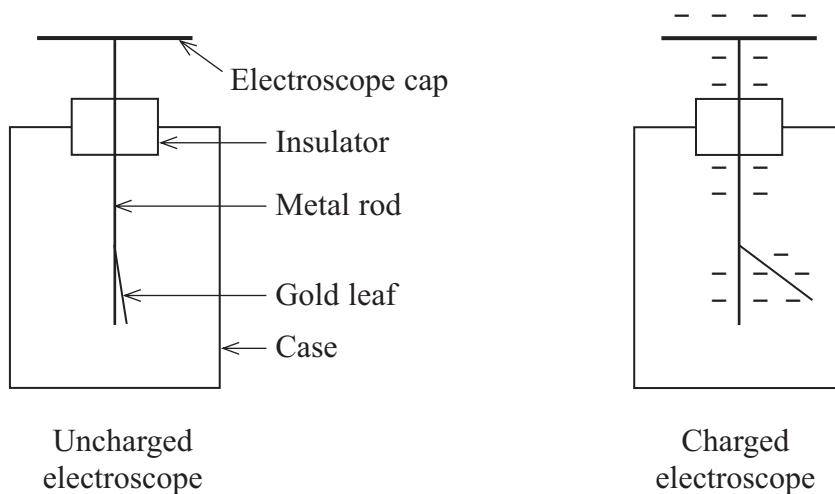 Electroscope cap
Insulator
Metal rod
Gold leaf
Case
Uncharged
electroscope
Charged
electroscope